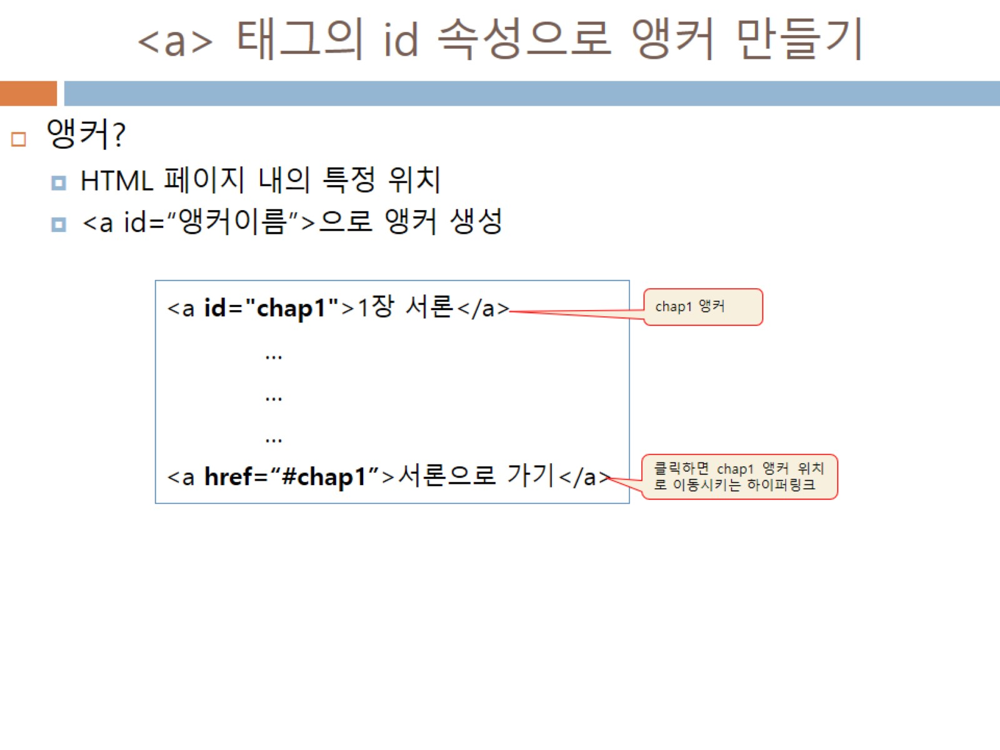 <a> 태그의 id 속성으로 앵커 만들기
앵커?
HTML 페이지 내의 특정 위치
<a id=“앵커이름”>으로 앵커 생성
<a id="chap1">1장 서론</a>
chap1 앵커
...
...
...
<a href=“#chap1”>서론으로 가기</a>
클릭하면 chap1 앵커 위치
로 이동시키는 하이퍼링크